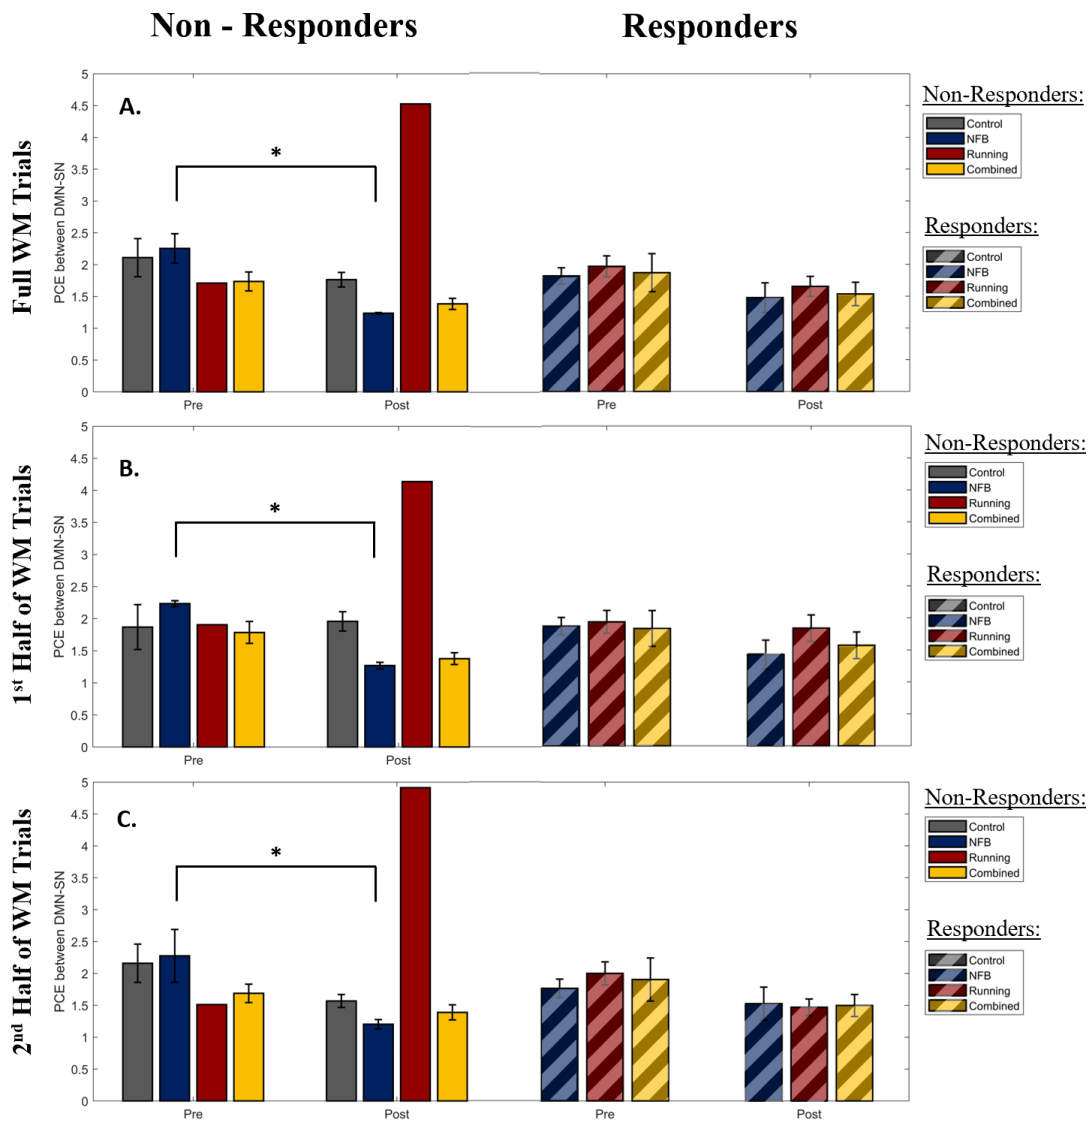 Non - Responders
Responders
Full WM Trials
PCE between DMN-SN
5
4.5
4
3.5
3
2.5
2
1.5
1
0.5
0
A.
*
Pre
Post
Pre
Post
Non-Responders:
Control
NFB
Running
Combined
Responders:
Control
NFB
Running
Combined
1st Half of WM Trials
PCE between DMN-SN
5
4.5
4
3.5
3
2.5
2
1.5
1
0.5
0
B.
*
Pre
Post
Pre
Post
Non-Responders:
Control
NFB
Running
Combined
Responders:
Control
NFB
Running
Combined
2nd Half of WM Trials
PCE between DMN-SN
5
4.5
4
3.5
3
2.5
2
1.5
1
0.5
0
C.
*
Pre
Post
Pre
Post
Non-Responders:
Control
NFB
Running
Combined
Responders:
Control
NFB
Running
Combined